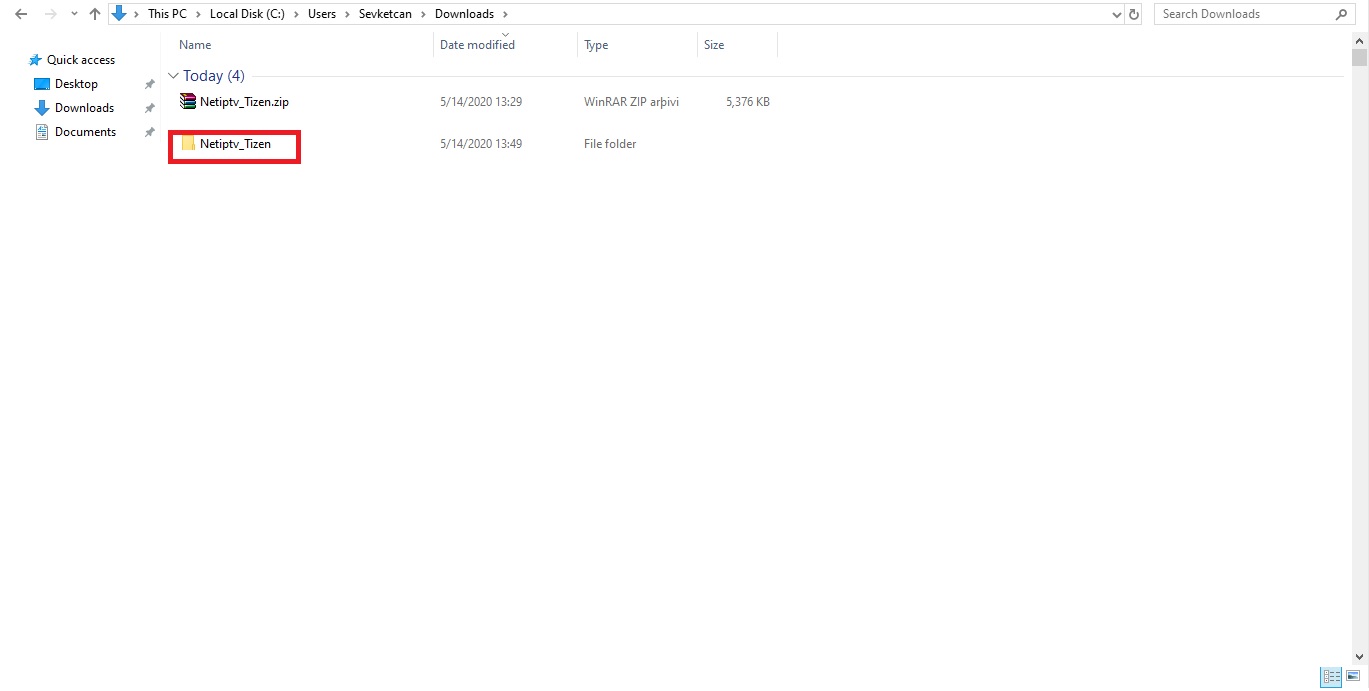 This PC > Local Disk (C:) > Users > Sevketcan > Downloads >
Search Downloads
Name Date modified Type Size
Quick access
Desktop
Downloads
Documents
Today (4)
Netiptv_Tizen.zip 5/14/2020 13:29 WinRAR ZIP arþivi 5,376 KB
Netiptv_Tizen 5/14/2020 13:49 File folder